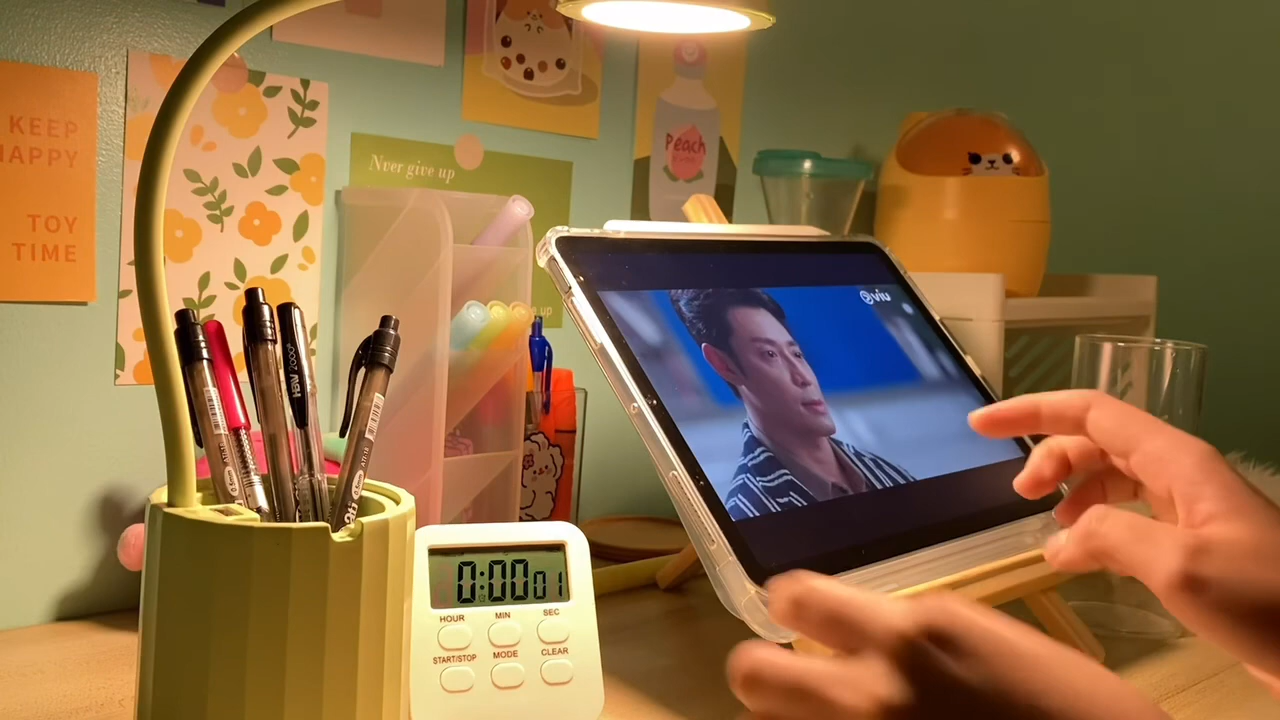 KEEP
HAPPY
TOY
TIME
Nver give up
Peach
viu
H&W 2000
0:00 01
HOUR
MIN
SEC
START/STOP
MODE
CLEAR